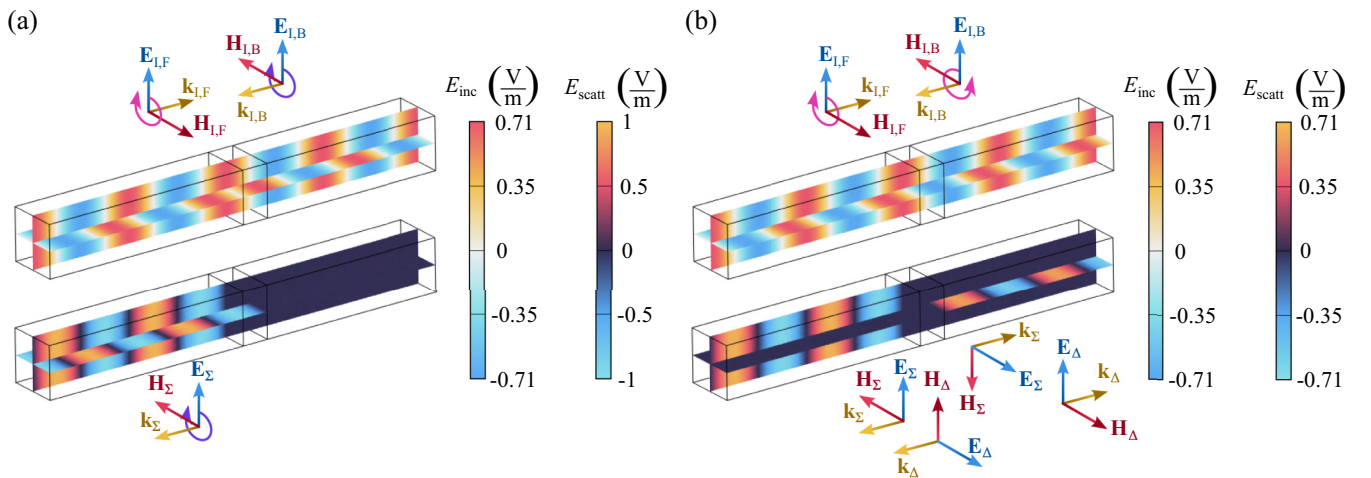 (a)
(b)
E_I,B
H_I,B
k_I,B
E_I,F
k_I,F
H_I,F
E_inc (V/m)
0.71
0.35
0
-0.35
-0.71
E_scatt (V/m)
1
0.5
0
-0.5
-1
E_Σ
H_Σ
k_Σ
E_I,B
H_I,B
k_I,B
E_I,F
k_I,F
H_I,F
E_inc (V/m)
0.71
0.35
0
-0.35
-0.71
E_scatt (V/m)
0.71
0.35
0
-0.35
-0.71
k_Σ
E_Σ
H_Σ
E_Δ
k_Δ
H_Δ
H_Σ
E_Σ
k_Σ
H_Δ
E_Δ
k_Δ